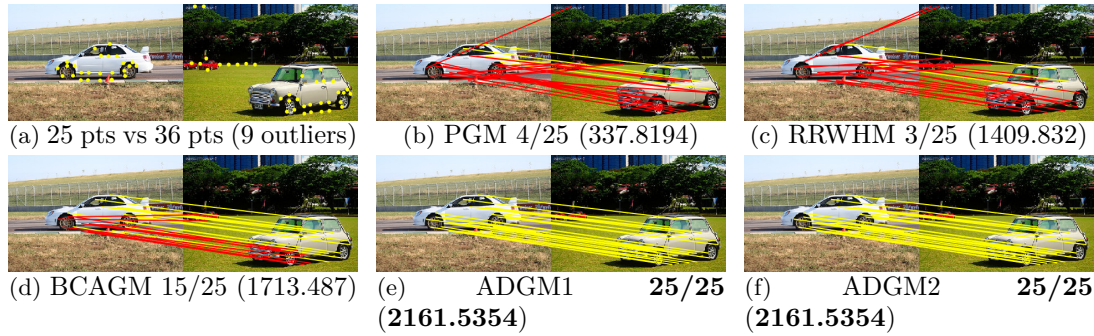 (a) 25 pts vs 36 pts (9 outliers)
(b) PGM 4/25 (337.8194)
(c) RRWHM 3/25 (1409.832)
(d) BCAGM 15/25 (1713.487)
(e) ADGM1 25/25
(2161.5354)
(f) ADGM2 25/25
(2161.5354)